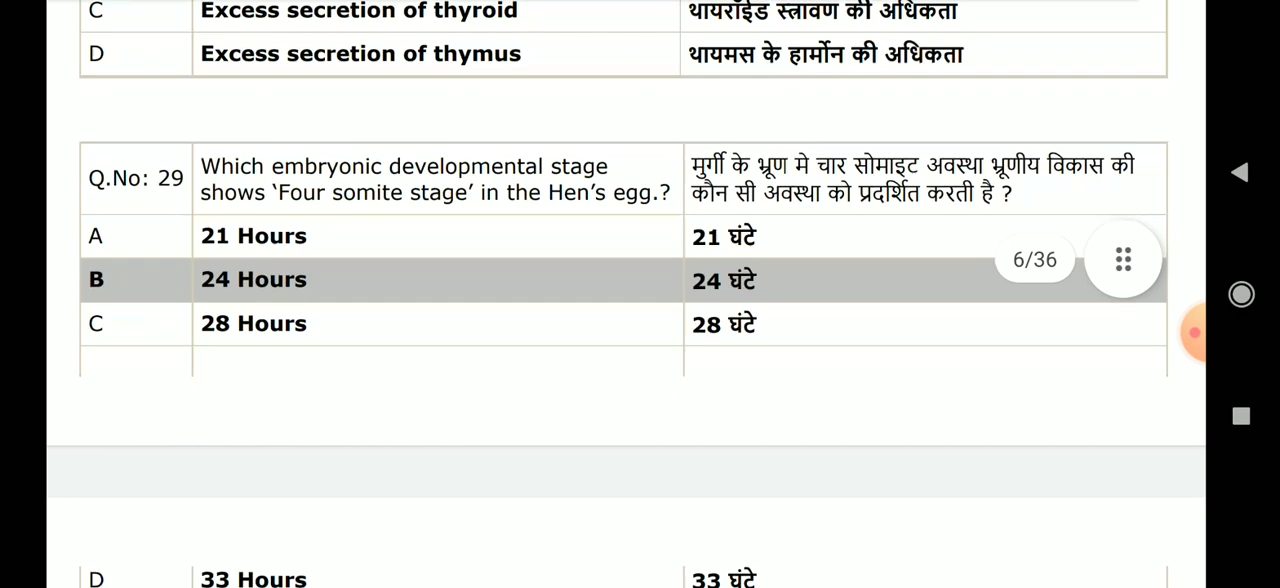 C Excess secretion of thyroid थायरॉईड स्त्रावण की अधिकता
D Excess secretion of thymus थायमस के हार्मोन की अधिकता
Q.No: 29 Which embryonic developmental stage shows ‘Four somite stage’ in the Hen’s egg.? मुर्गी के भ्रूण मे चार सोमाइट अवस्था भ्रूणीय विकास की कौन सी अवस्था को प्रदर्शित करती है ?
A 21 Hours 21 घंटे
6/36
B 24 Hours 24 घंटे
C 28 Hours 28 घंटे
D 33 Hours 33 घंटे